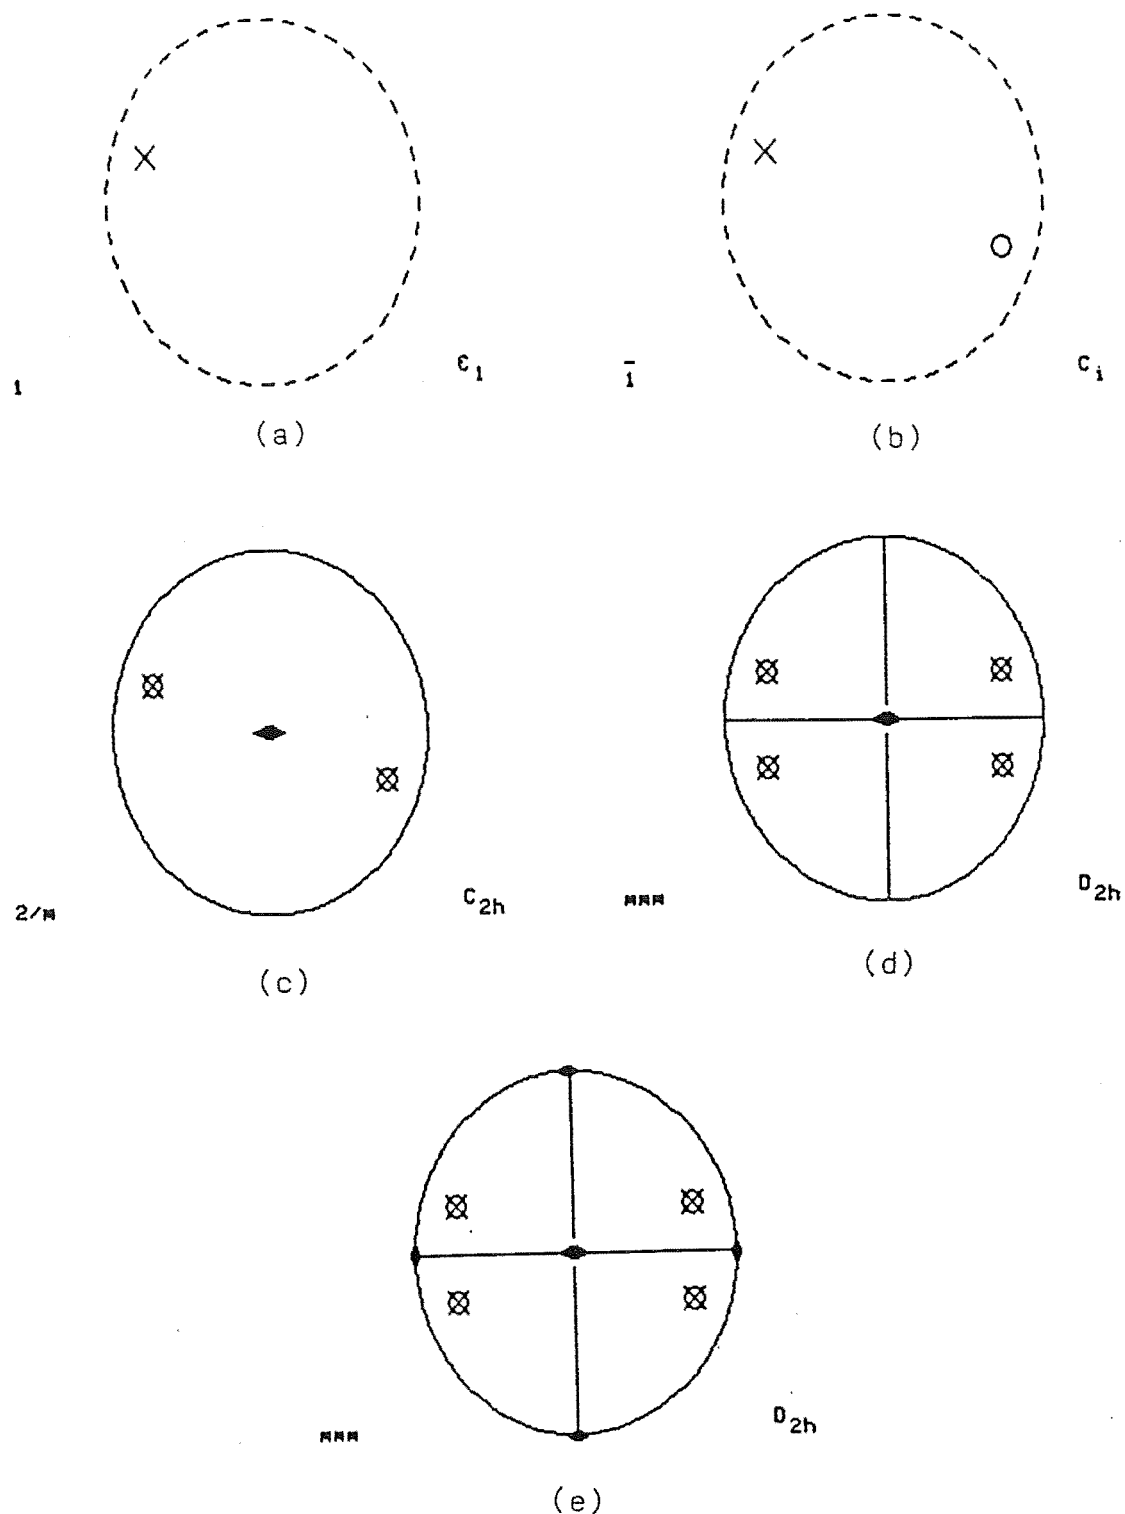 1
C₁
(a)
1̅
Cᵢ
(b)
2/m
C₂ₕ
(c)
mmm
D₂ₕ
(d)
mmm
D₂ₕ
(e)